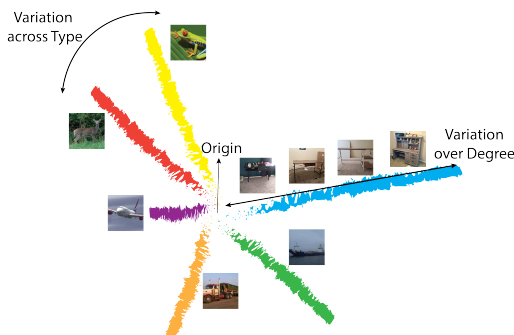 Variation
across Type
Origin
Variation
over Degree